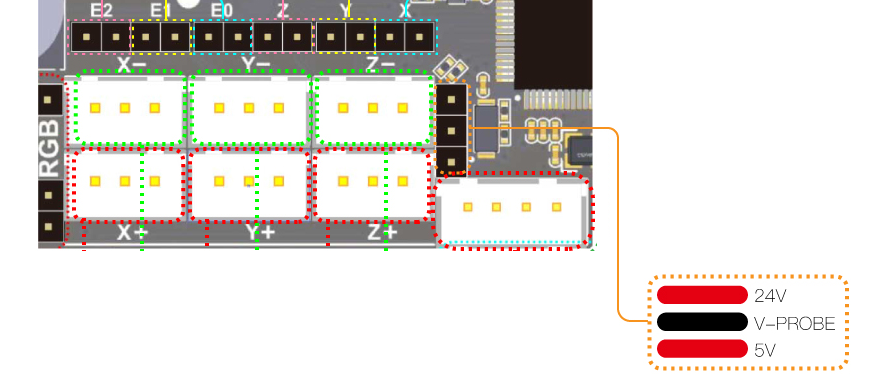 E2 E1 E0 Z Y X
X– Y– Z–
RGB
X+ Y+ Z+
24V
V–PROBE
5V